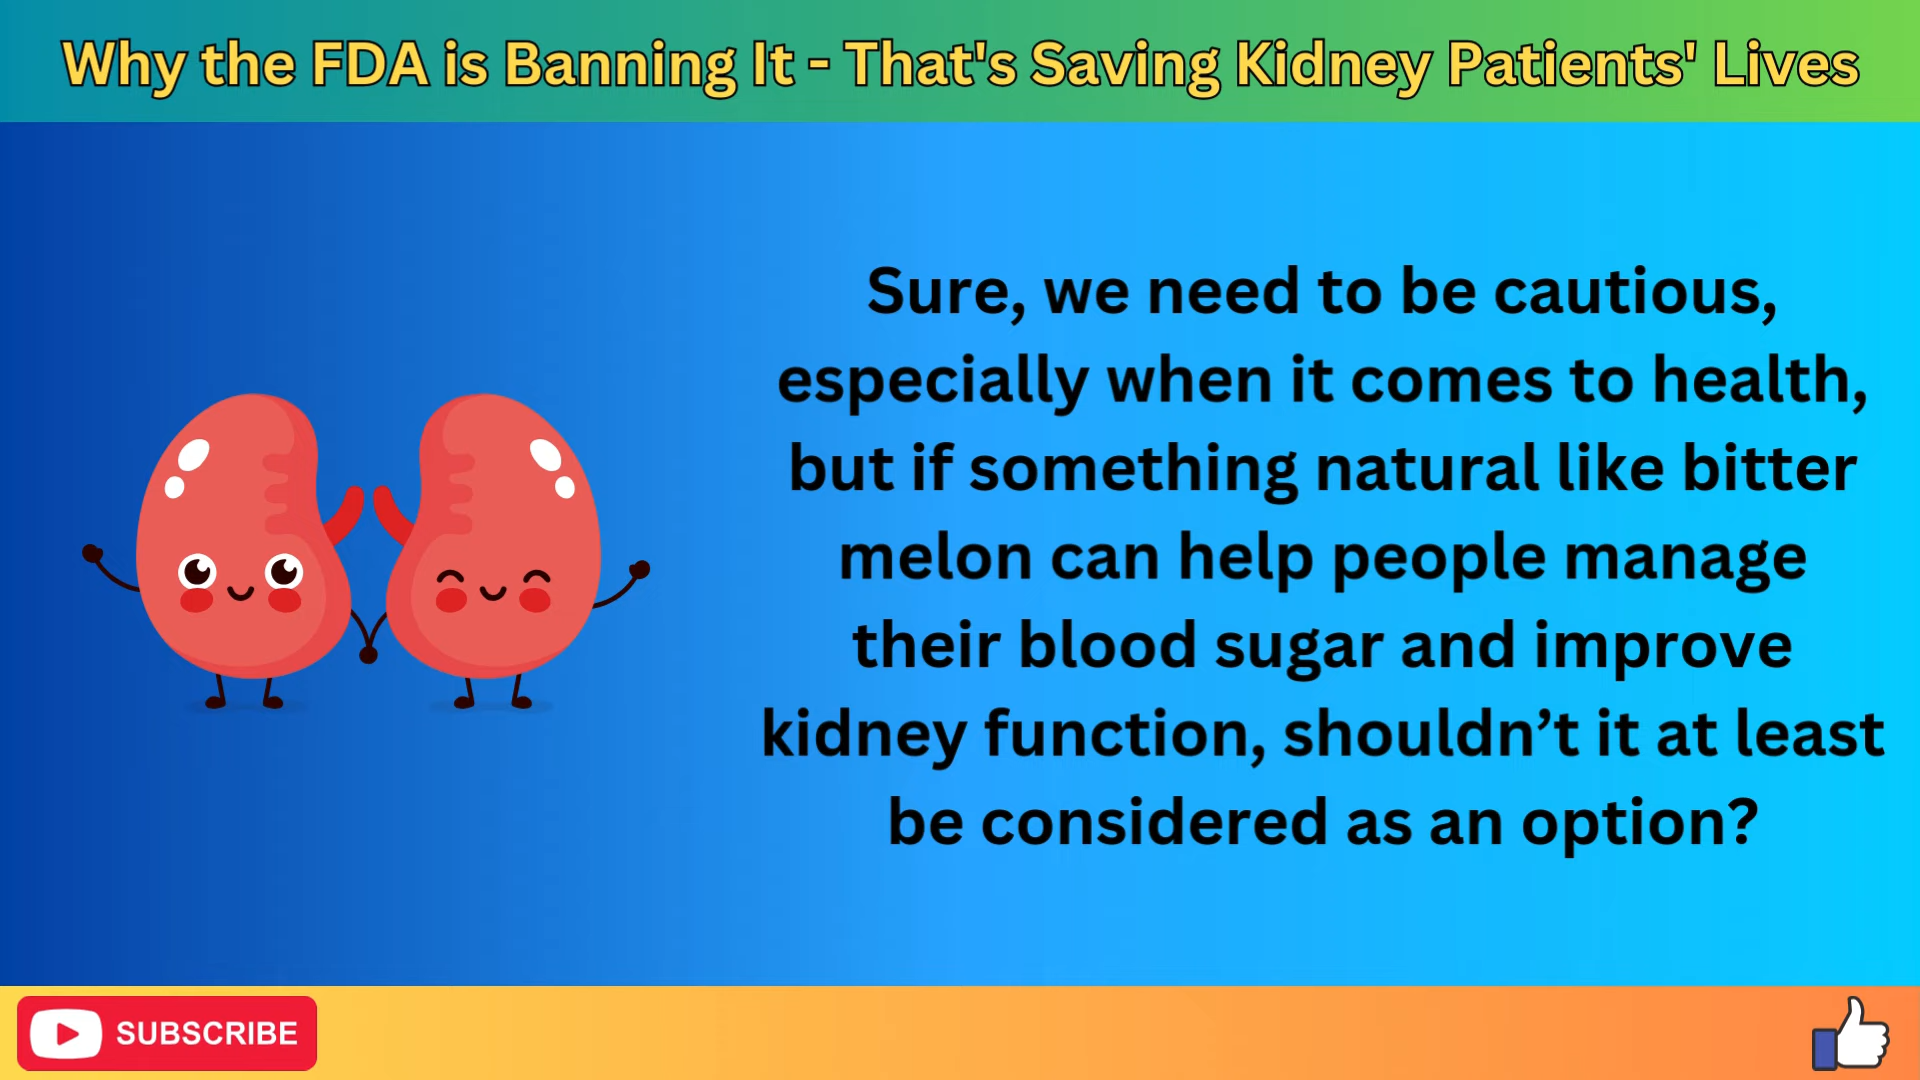 Why the FDA is Banning It - That's Saving Kidney Patients' Lives
Sure, we need to be cautious,
especially when it comes to health,
but if something natural like bitter
melon can help people manage
their blood sugar and improve
kidney function, shouldn’t it at least
be considered as an option?
SUBSCRIBE